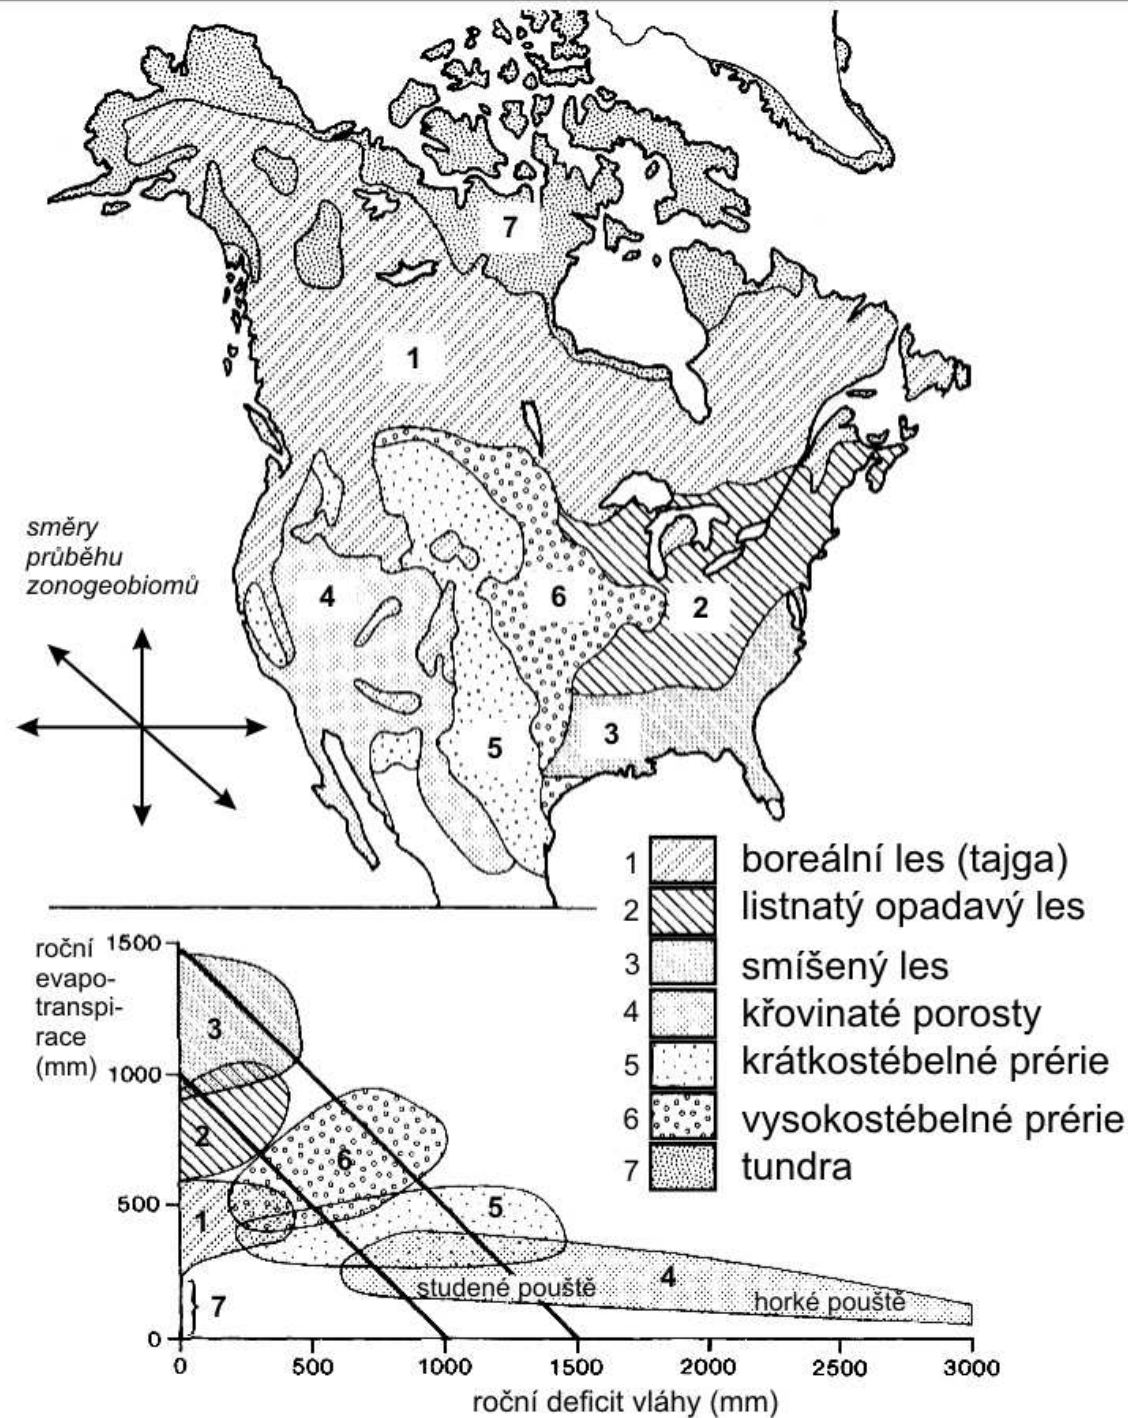 7
1
směry
průběhu
zonogeobiomů
4
6
2
5
3
1 boreální les (tajga)
2 listnatý opadavý les
3 smíšený les
4 křovinaté porosty
5 krátkostébelné prérie
6 vysokostébelné prérie
7 tundra
roční
evapo-
transpi-
race
(mm)
1500
1000
500
0
3
2
6
1
5
4
7
studené pouště
horké pouště
0 500 1000 1500 2000 2500 3000
roční deficit vláhy (mm)